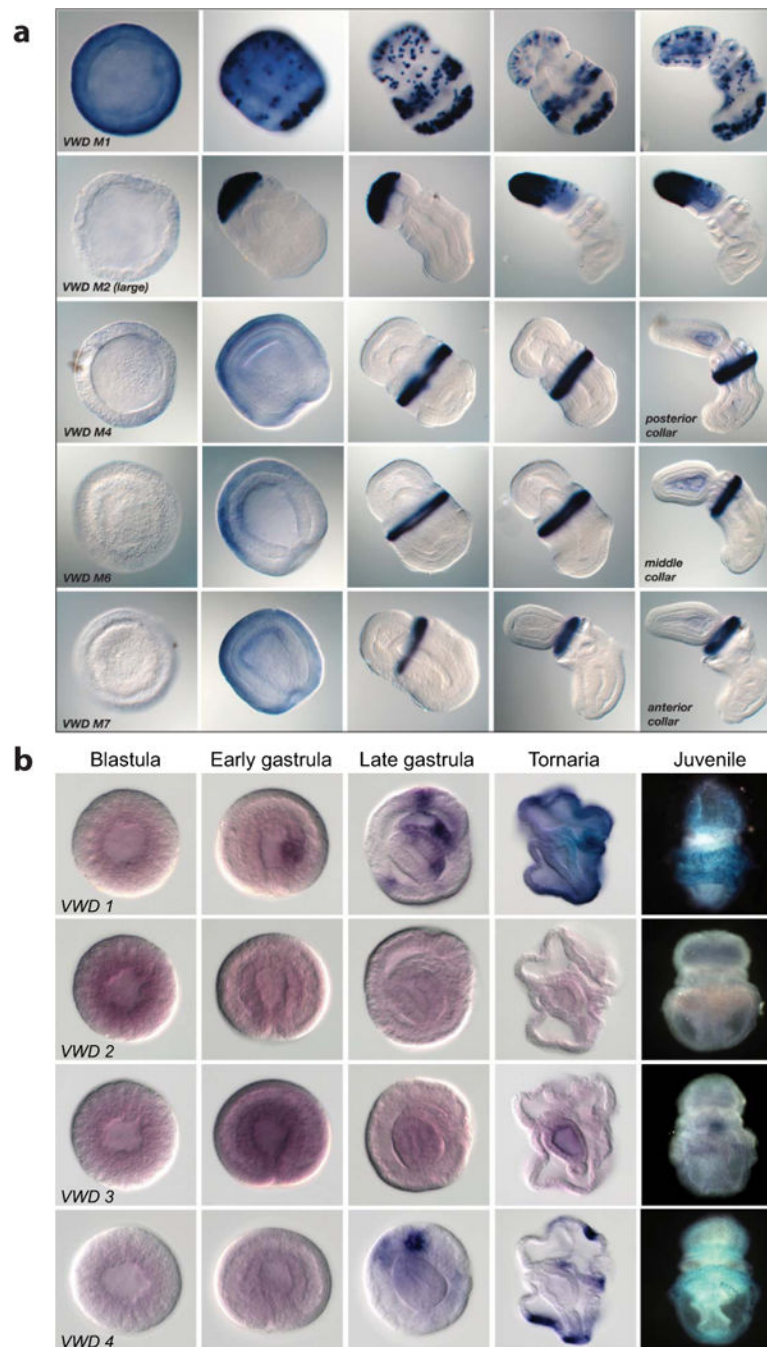 a
VWD M1
VWD M2 (large)
VWD M4
posterior
collar
VWD M6
middle
collar
VWD M7
anterior
collar
b
Blastula Early gastrula Late gastrula Tornaria Juvenile
VWD 1
VWD 2
VWD 3
VWD 4